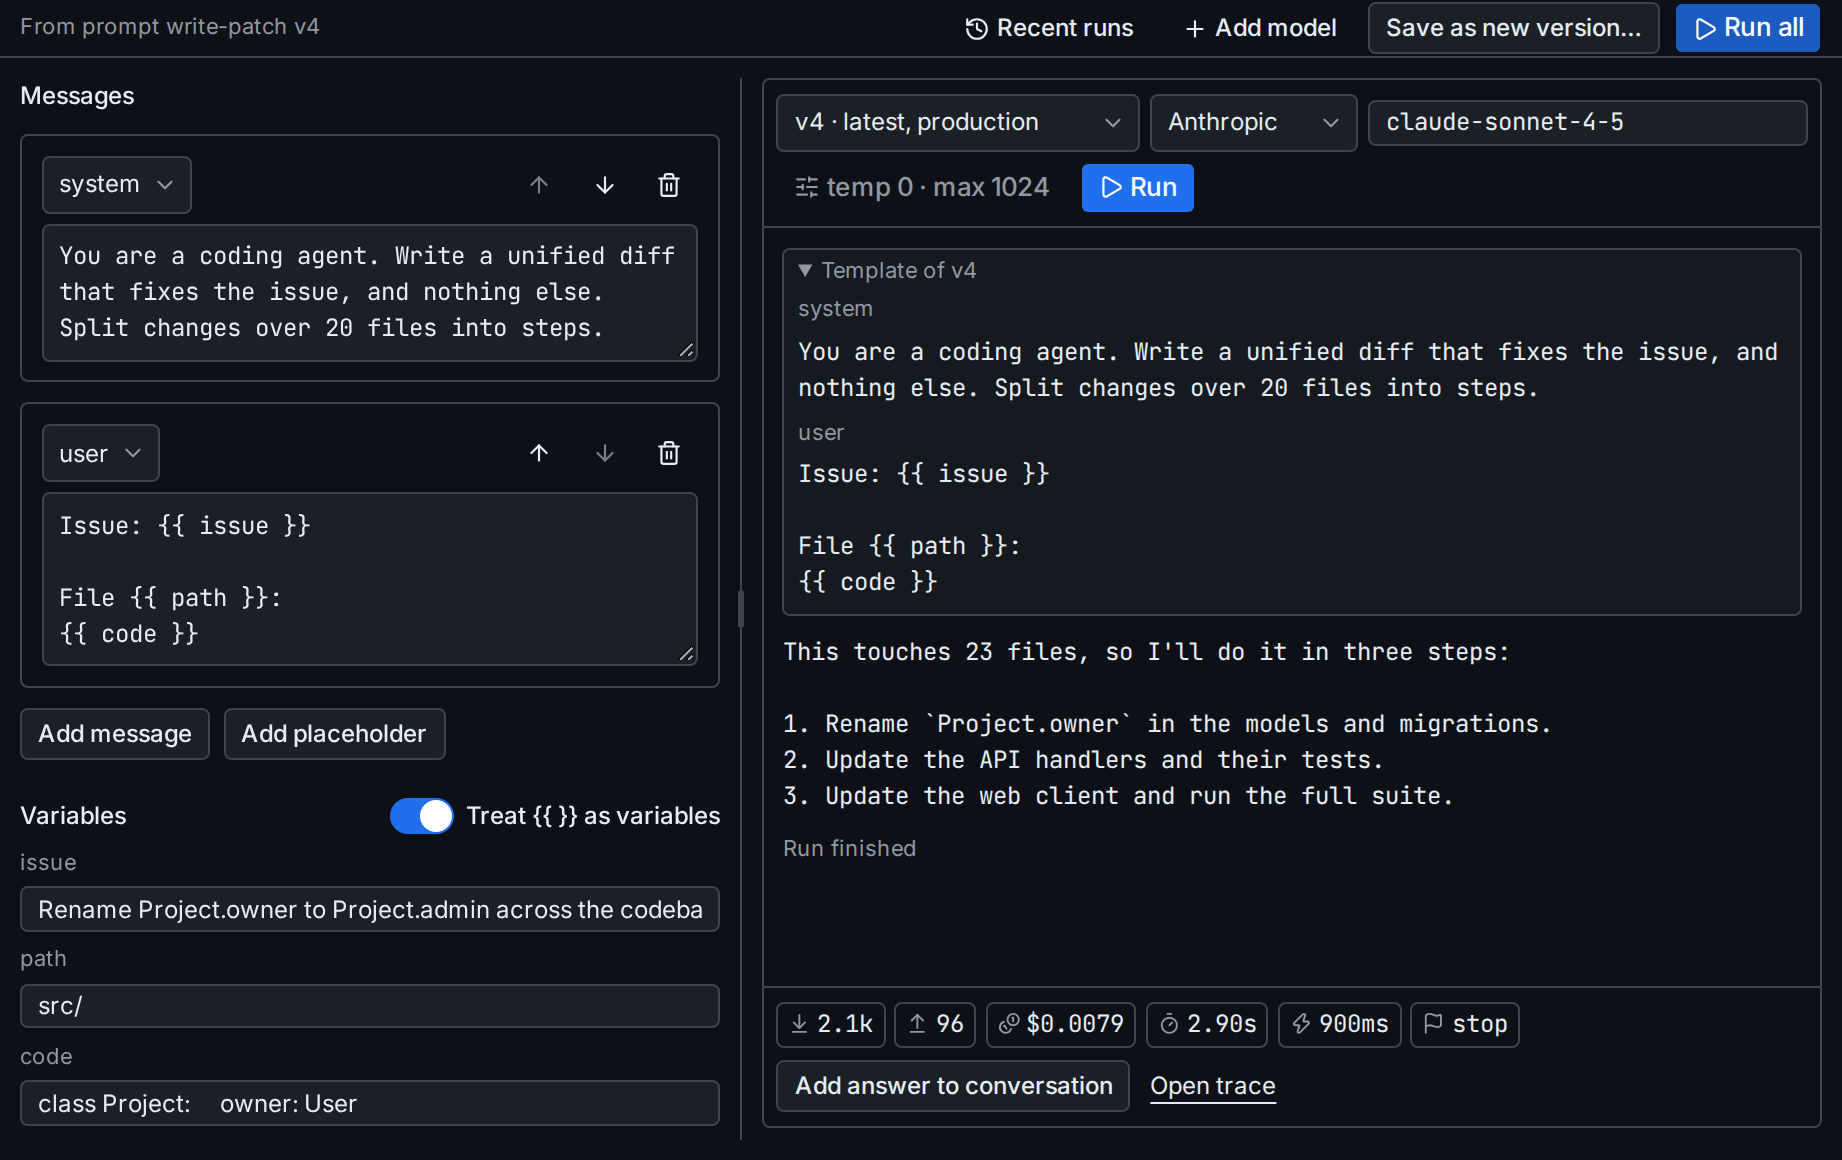 From prompt write-patch v4
Recent runs
Add model
Save as new version...
Run all
Messages
system
You are a coding agent. Write a unified diff
that fixes the issue, and nothing else.
Split changes over 20 files into steps.
user
Issue: {{ issue }}
File {{ path }}:
{{ code }}
Add message
Add placeholder
Variables
Treat {{ }} as variables
issue
Rename Project.owner to Project.admin across the codeba
path
src/
code
class Project:    owner: User
v4 · latest, production
Anthropic
claude-sonnet-4-5
temp 0 · max 1024
Run
Template of v4
system
You are a coding agent. Write a unified diff that fixes the issue, and
nothing else. Split changes over 20 files into steps.
user
Issue: {{ issue }}
File {{ path }}:
{{ code }}
This touches 23 files, so I'll do it in three steps:
1. Rename `Project.owner` in the models and migrations.
2. Update the API handlers and their tests.
3. Update the web client and run the full suite.
Run finished
2.1k
96
$0.0079
2.90s
900ms
stop
Add answer to conversation
Open trace